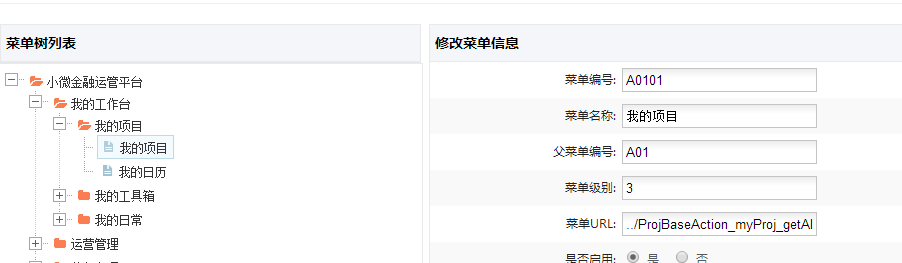 菜单树列表
小微金融运管平台
我的工作台
我的项目
我的项目
我的日历
我的工具箱
我的日常
运营管理
修改菜单信息
菜单编号: A0101
菜单名称: 我的项目
父菜单编号: A01
菜单级别: 3
菜单URL: ../ProjBaseAction_myProj_getAl
是否启用: 是 否